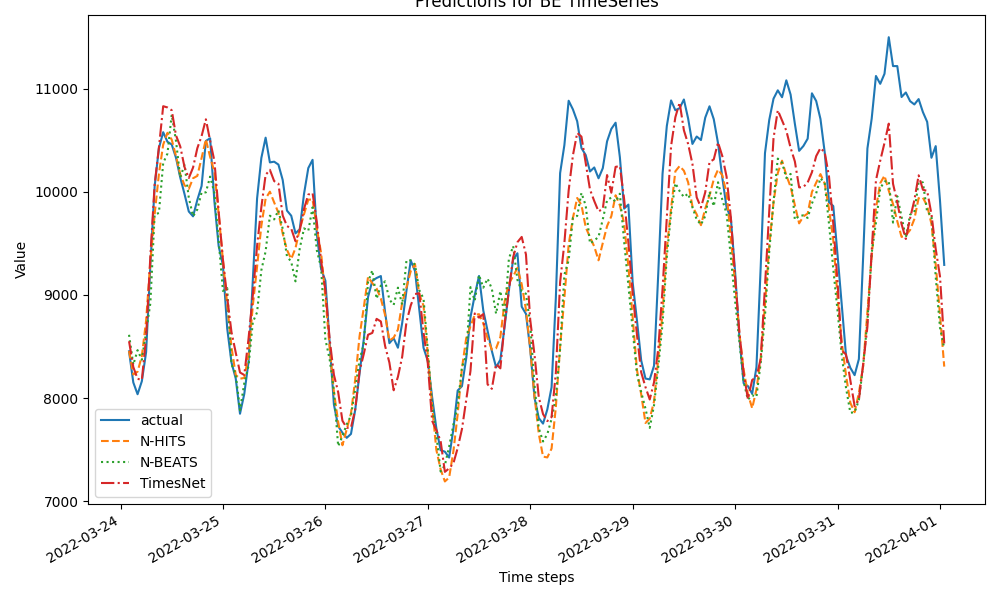 Predictions for BE TimeSeries
11000
10000
9000
8000
7000
Value
actual
N-HITS
N-BEATS
TimesNet
2022-03-24
2022-03-25
2022-03-26
2022-03-27
2022-03-28
2022-03-29
2022-03-30
2022-03-31
2022-04-01
Time steps